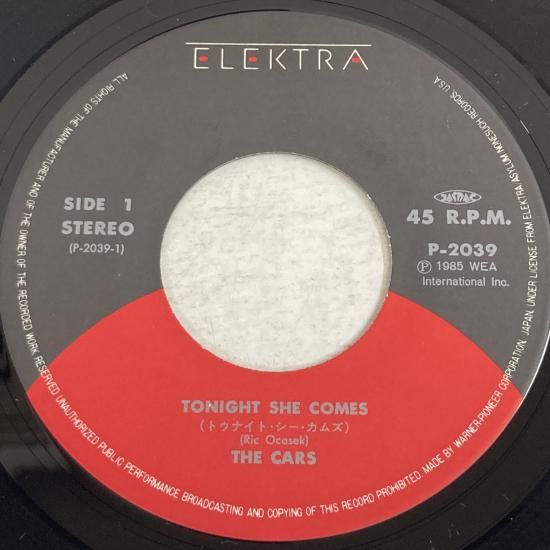 ELEKTRA
SIDE 1
STEREO
(P-2039-1)
JASRAC
45 R.P.M.
P-2039
Ⓟ 1985 WEA
International Inc.
TONIGHT SHE COMES
(トゥナイト・シー・カムズ)
(Ric Ocasek)
THE CARS
ALL RIGHTS OF THE MANUFACTURER AND OF THE OWNER OF THE RECORDED WORK RESERVED. UNAUTHORIZED PUBLIC PERFORMANCE BROADCASTING AND COPYING OF THIS RECORD PROHIBITED. MADE BY WARNER-PIONEER CORPORATION, JAPAN, UNDER LICENSE FROM ELEKTRA ASYLUM NONESUCH RECORDS U.S.A